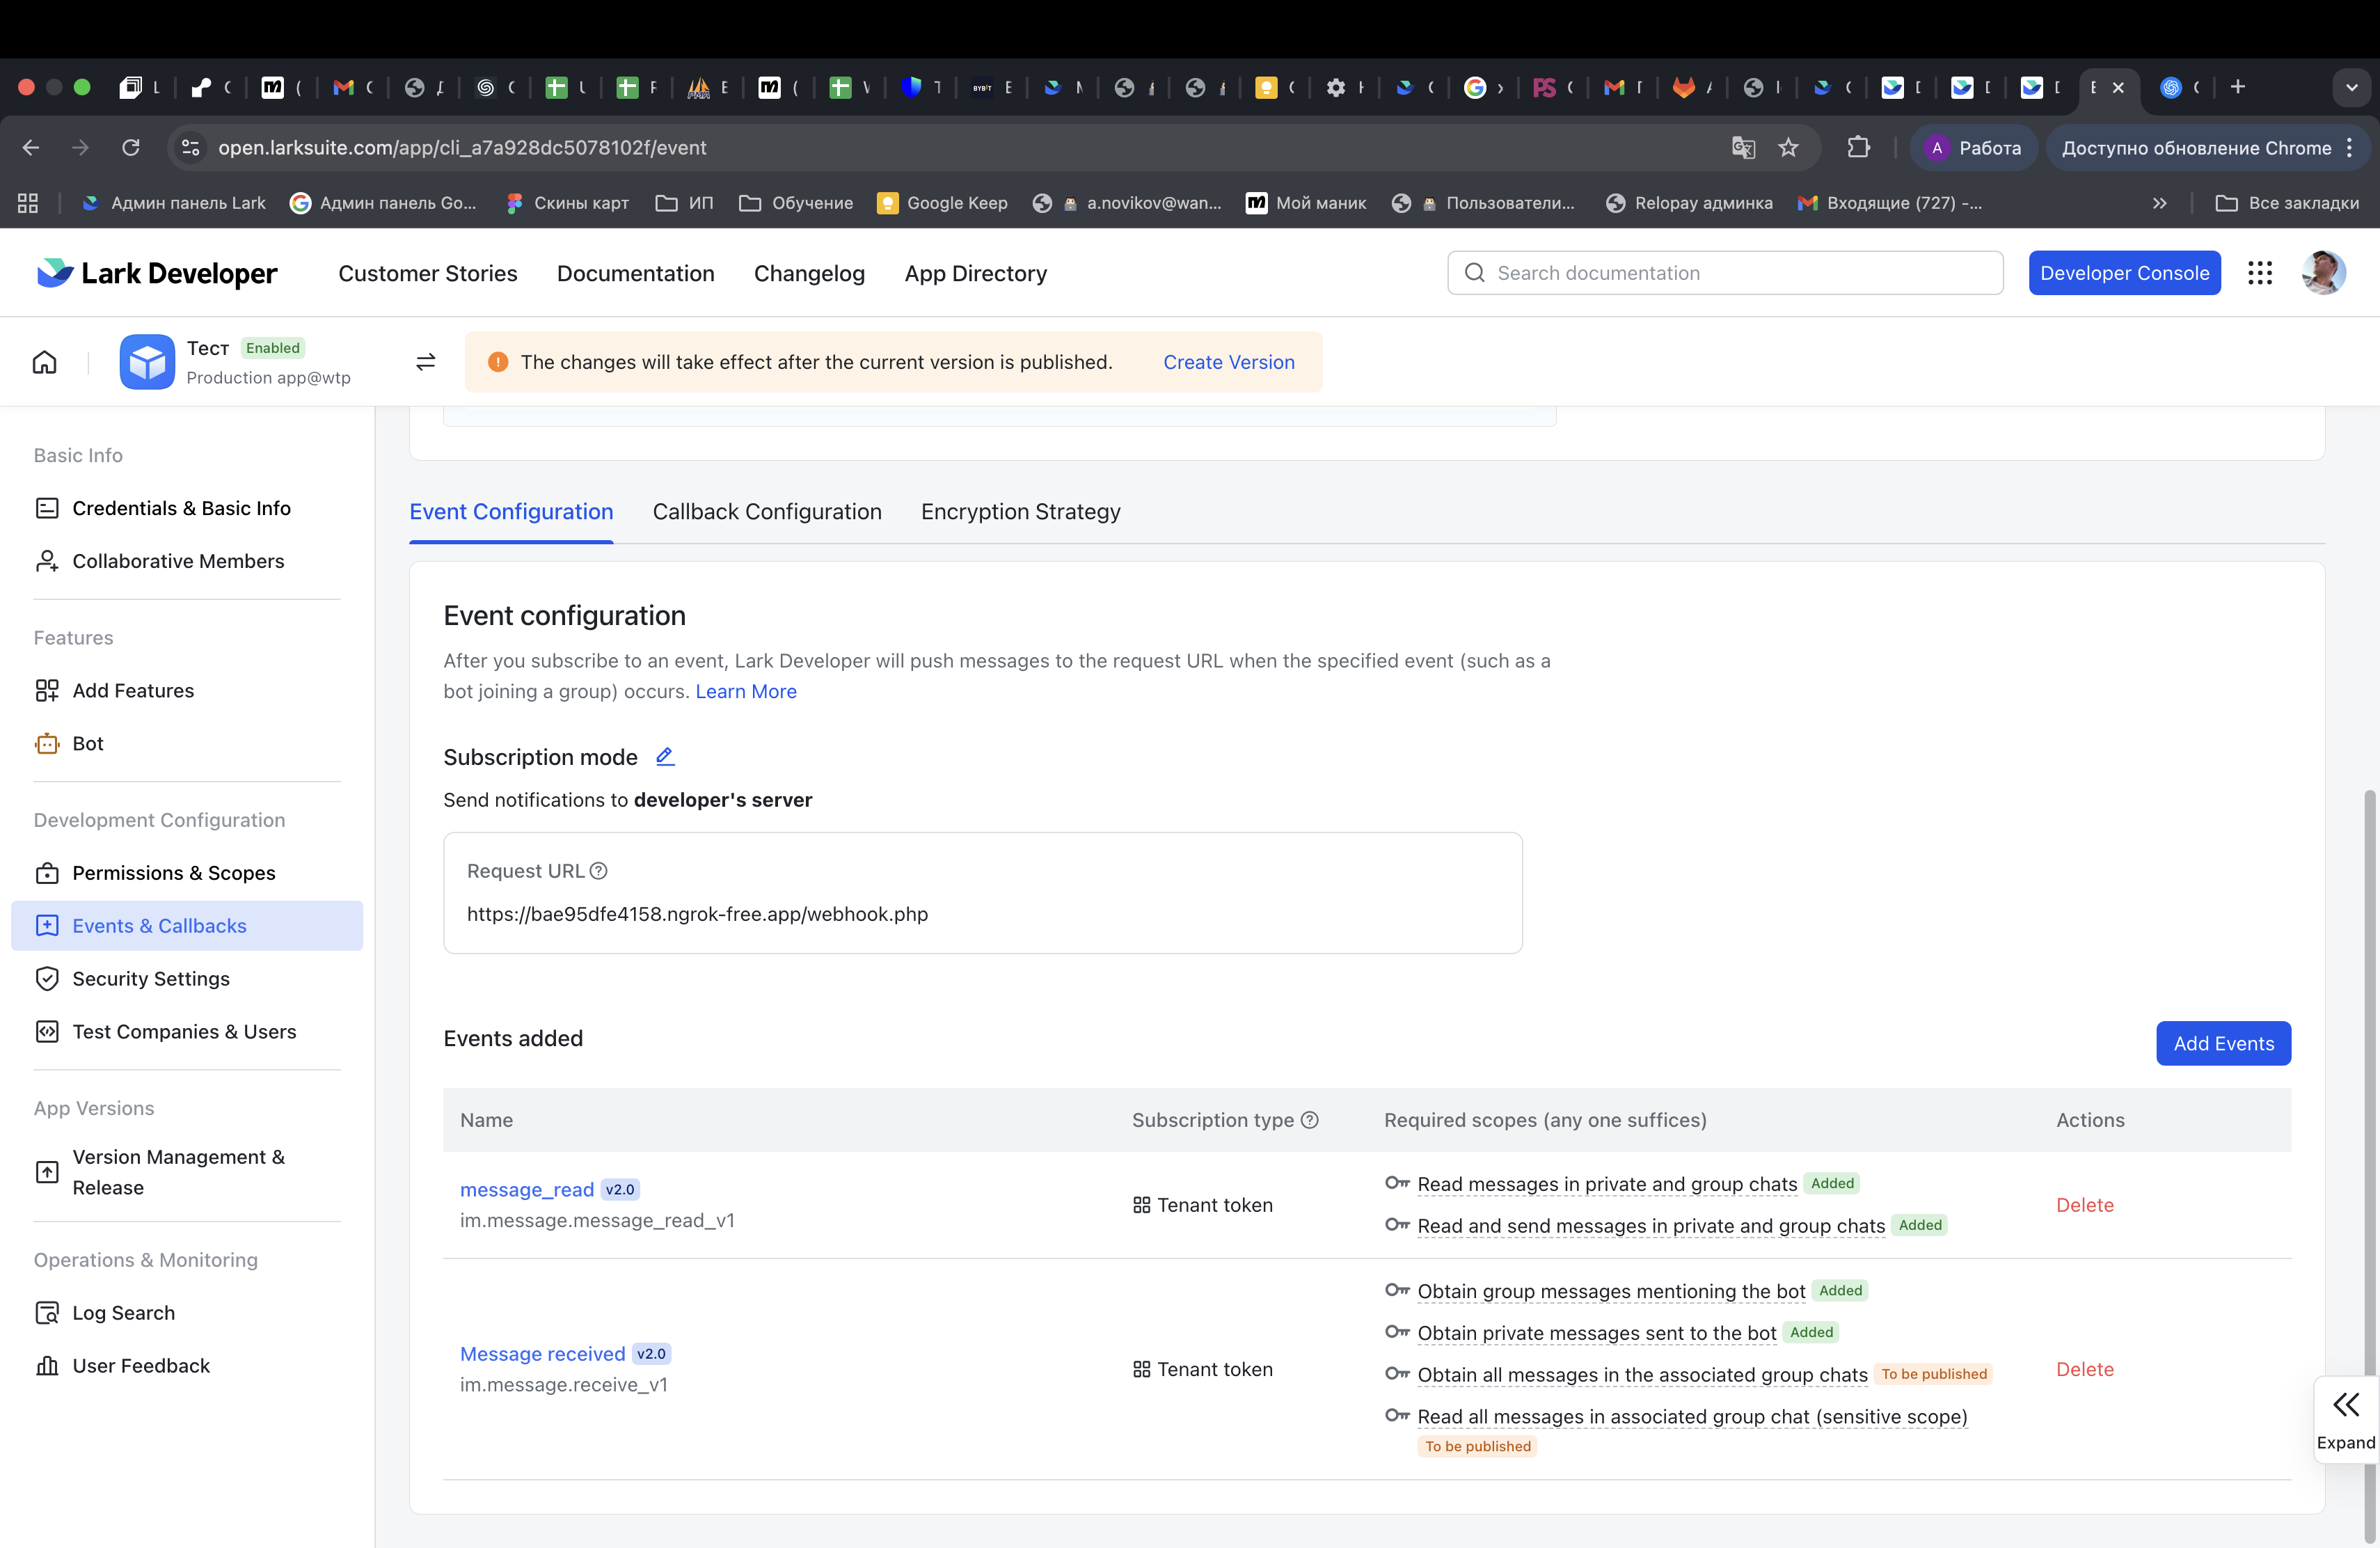 open.larksuite.com/app/cli_a7a928dc5078102f/event
Работа
Доступно обновление Chrome
Админ панель Lark
Админ панель Go...
Скины карт
ИП
Обучение
Google Keep
a.novikov@wan...
Мой маник
Пользователи...
Relopay админка
Входящие (727) -...
Все закладки
Lark Developer
Customer Stories
Documentation
Changelog
App Directory
Search documentation
Developer Console
Тест Enabled
Production app@wtp
The changes will take effect after the current version is published. Create Version
Basic Info
Credentials & Basic Info
Collaborative Members
Features
Add Features
Bot
Development Configuration
Permissions & Scopes
Events & Callbacks
Security Settings
Test Companies & Users
App Versions
Version Management &
Release
Operations & Monitoring
Log Search
User Feedback
Event Configuration
Callback Configuration
Encryption Strategy
Event configuration
After you subscribe to an event, Lark Developer will push messages to the request URL when the specified event (such as a
bot joining a group) occurs. Learn More
Subscription mode
Send notifications to developer's server
Request URL
https://bae95dfe4158.ngrok-free.app/webhook.php
Events added
Add Events
Name
Subscription type
Required scopes (any one suffices)
Actions
message_read v2.0
im.message.message_read_v1
Tenant token
Read messages in private and group chats Added
Read and send messages in private and group chats Added
Delete
Message received v2.0
im.message.receive_v1
Tenant token
Obtain group messages mentioning the bot Added
Obtain private messages sent to the bot Added
Obtain all messages in the associated group chats To be published
Read all messages in associated group chat (sensitive scope)
To be published
Delete
Expand